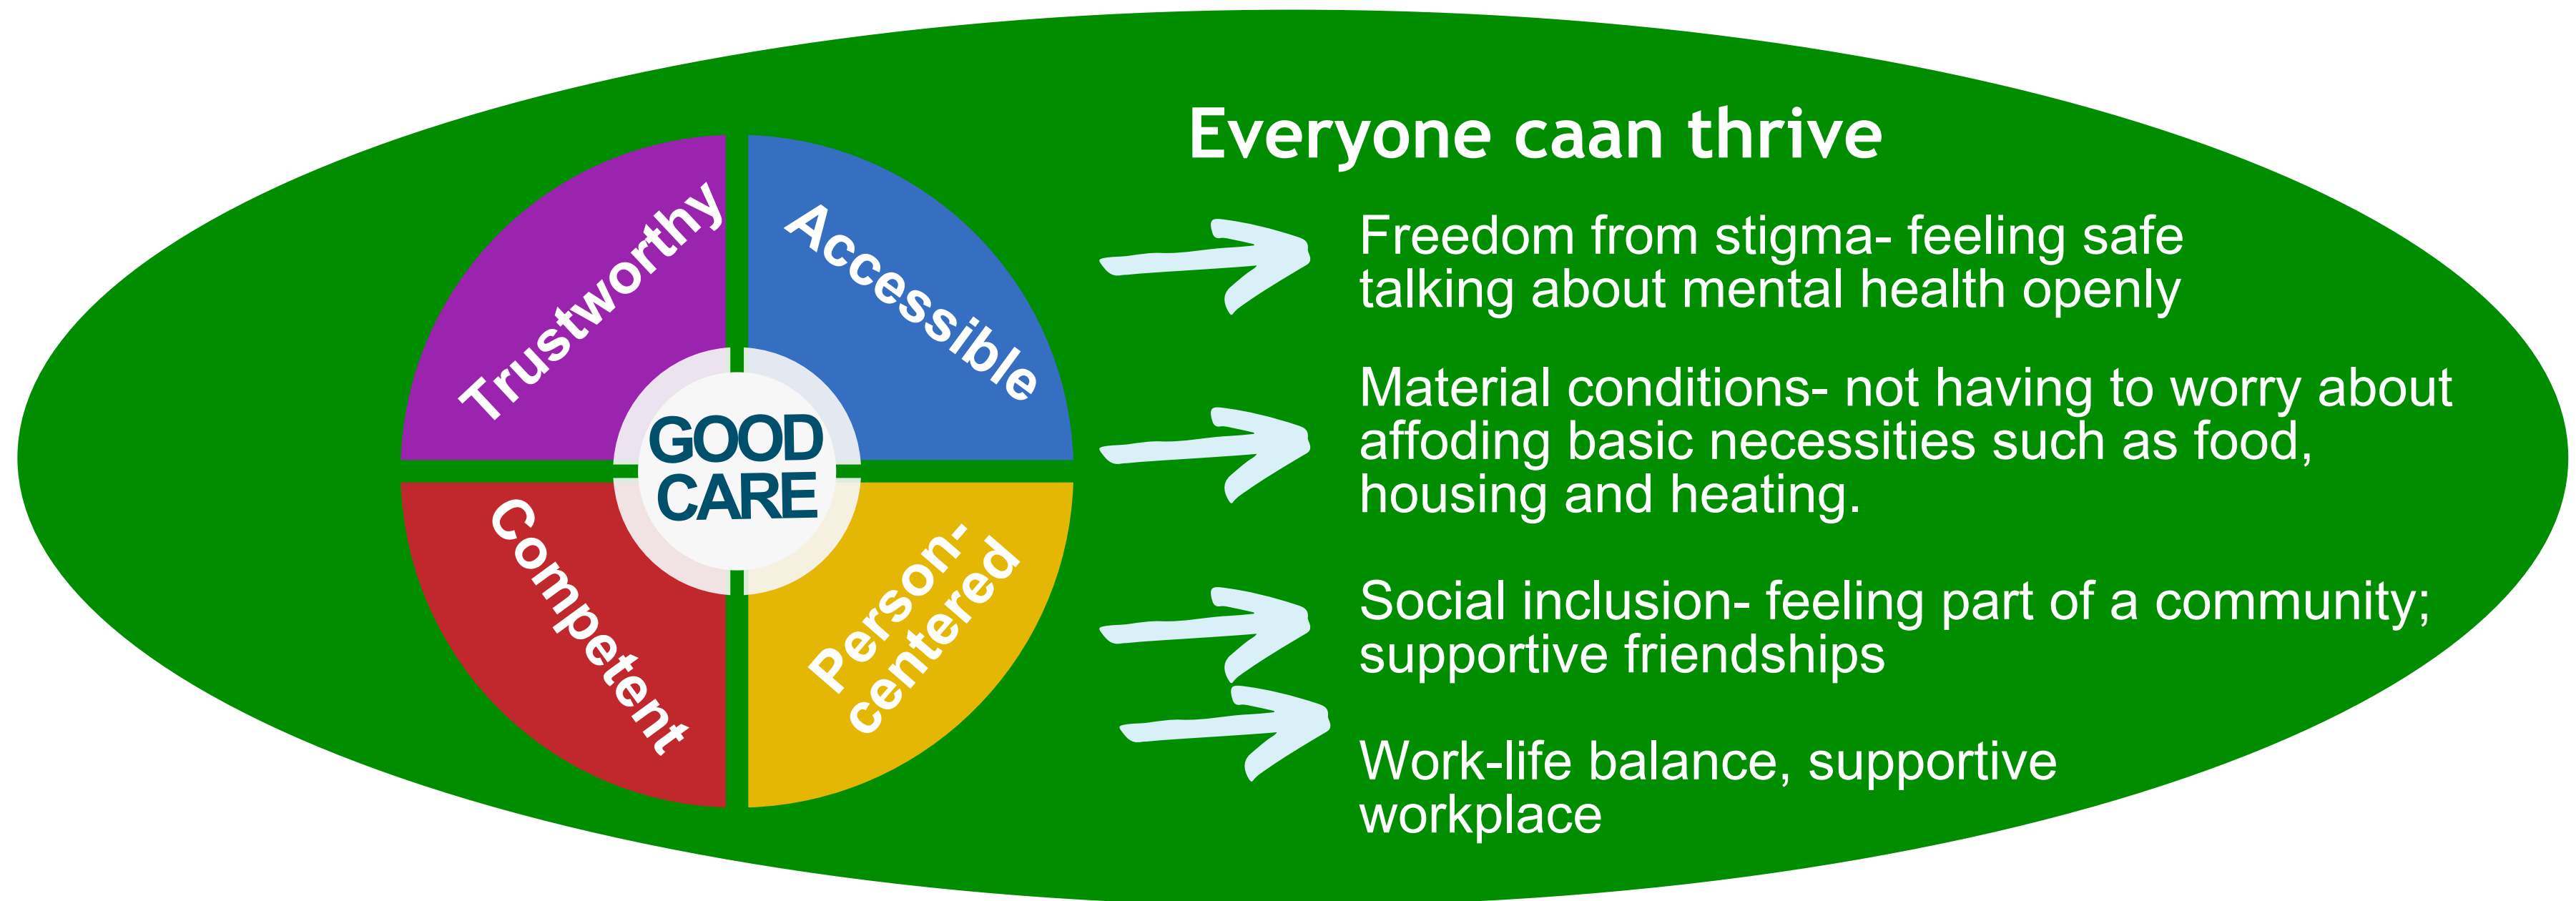 Everyone caan thrive
Trustworthy
Accessible
GOOD
CARE
Competent
Person-
centered
Freedom from stigma- feeling safe
talking about mental health openly
Material conditions- not having to worry about
affoding basic necessities such as food,
housing and heating.
Social inclusion- feeling part of a community;
supportive friendships
Work-life balance, supportive
workplace